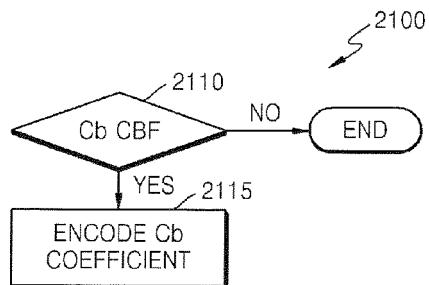 2100
2110
Cb CBF
NO
END
YES
2115
ENCODE Cb
COEFFICIENT